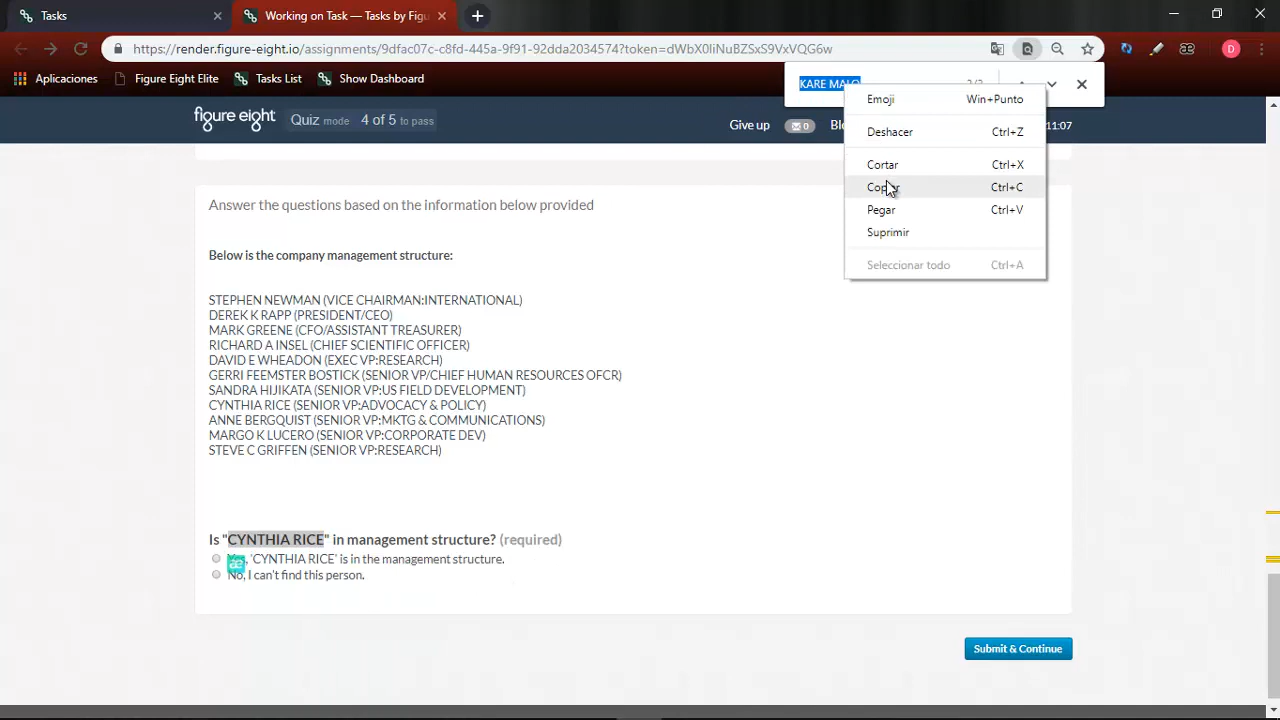 Tasks
Working on Task — Tasks by Figu
https://render.figure-eight.io/assignments/9dfac07c-c8fd-445a-9f91-92dda2034574?token=dWbX0liNuBZSxS9VxVQG6w
D
Aplicaciones
Figure Eight Elite
Tasks List
Show Dashboard
KARE MALO
Emoji Win+Punto
Deshacer Ctrl+Z
Cortar Ctrl+X
Copiar Ctrl+C
Pegar Ctrl+V
Suprimir
Seleccionar todo Ctrl+A
figure eight
Quiz mode
4 of 5 to pass
Give up
0
11:07
Answer the questions based on the information below provided
Below is the company management structure:
STEPHEN NEWMAN (VICE CHAIRMAN:INTERNATIONAL)
DEREK K RAPP (PRESIDENT/CEO)
MARK GREENE (CFO/ASSISTANT TREASURER)
RICHARD A INSEL (CHIEF SCIENTIFIC OFFICER)
DAVID E WHEADON (EXEC VP:RESEARCH)
GERRI FEEMSTER BOSTICK (SENIOR VP/CHIEF HUMAN RESOURCES OFCR)
SANDRA HIJIKATA (SENIOR VP:US FIELD DEVELOPMENT)
CYNTHIA RICE (SENIOR VP:ADVOCACY & POLICY)
ANNE BERGQUIST (SENIOR VP:MKTG & COMMUNICATIONS)
MARGO K LUCERO (SENIOR VP:CORPORATE DEV)
STEVE C GRIFFEN (SENIOR VP:RESEARCH)
Is "CYNTHIA RICE" in management structure? (required)
Yes, 'CYNTHIA RICE' is in the management structure.
No, I can't find this person.
Submit & Continue